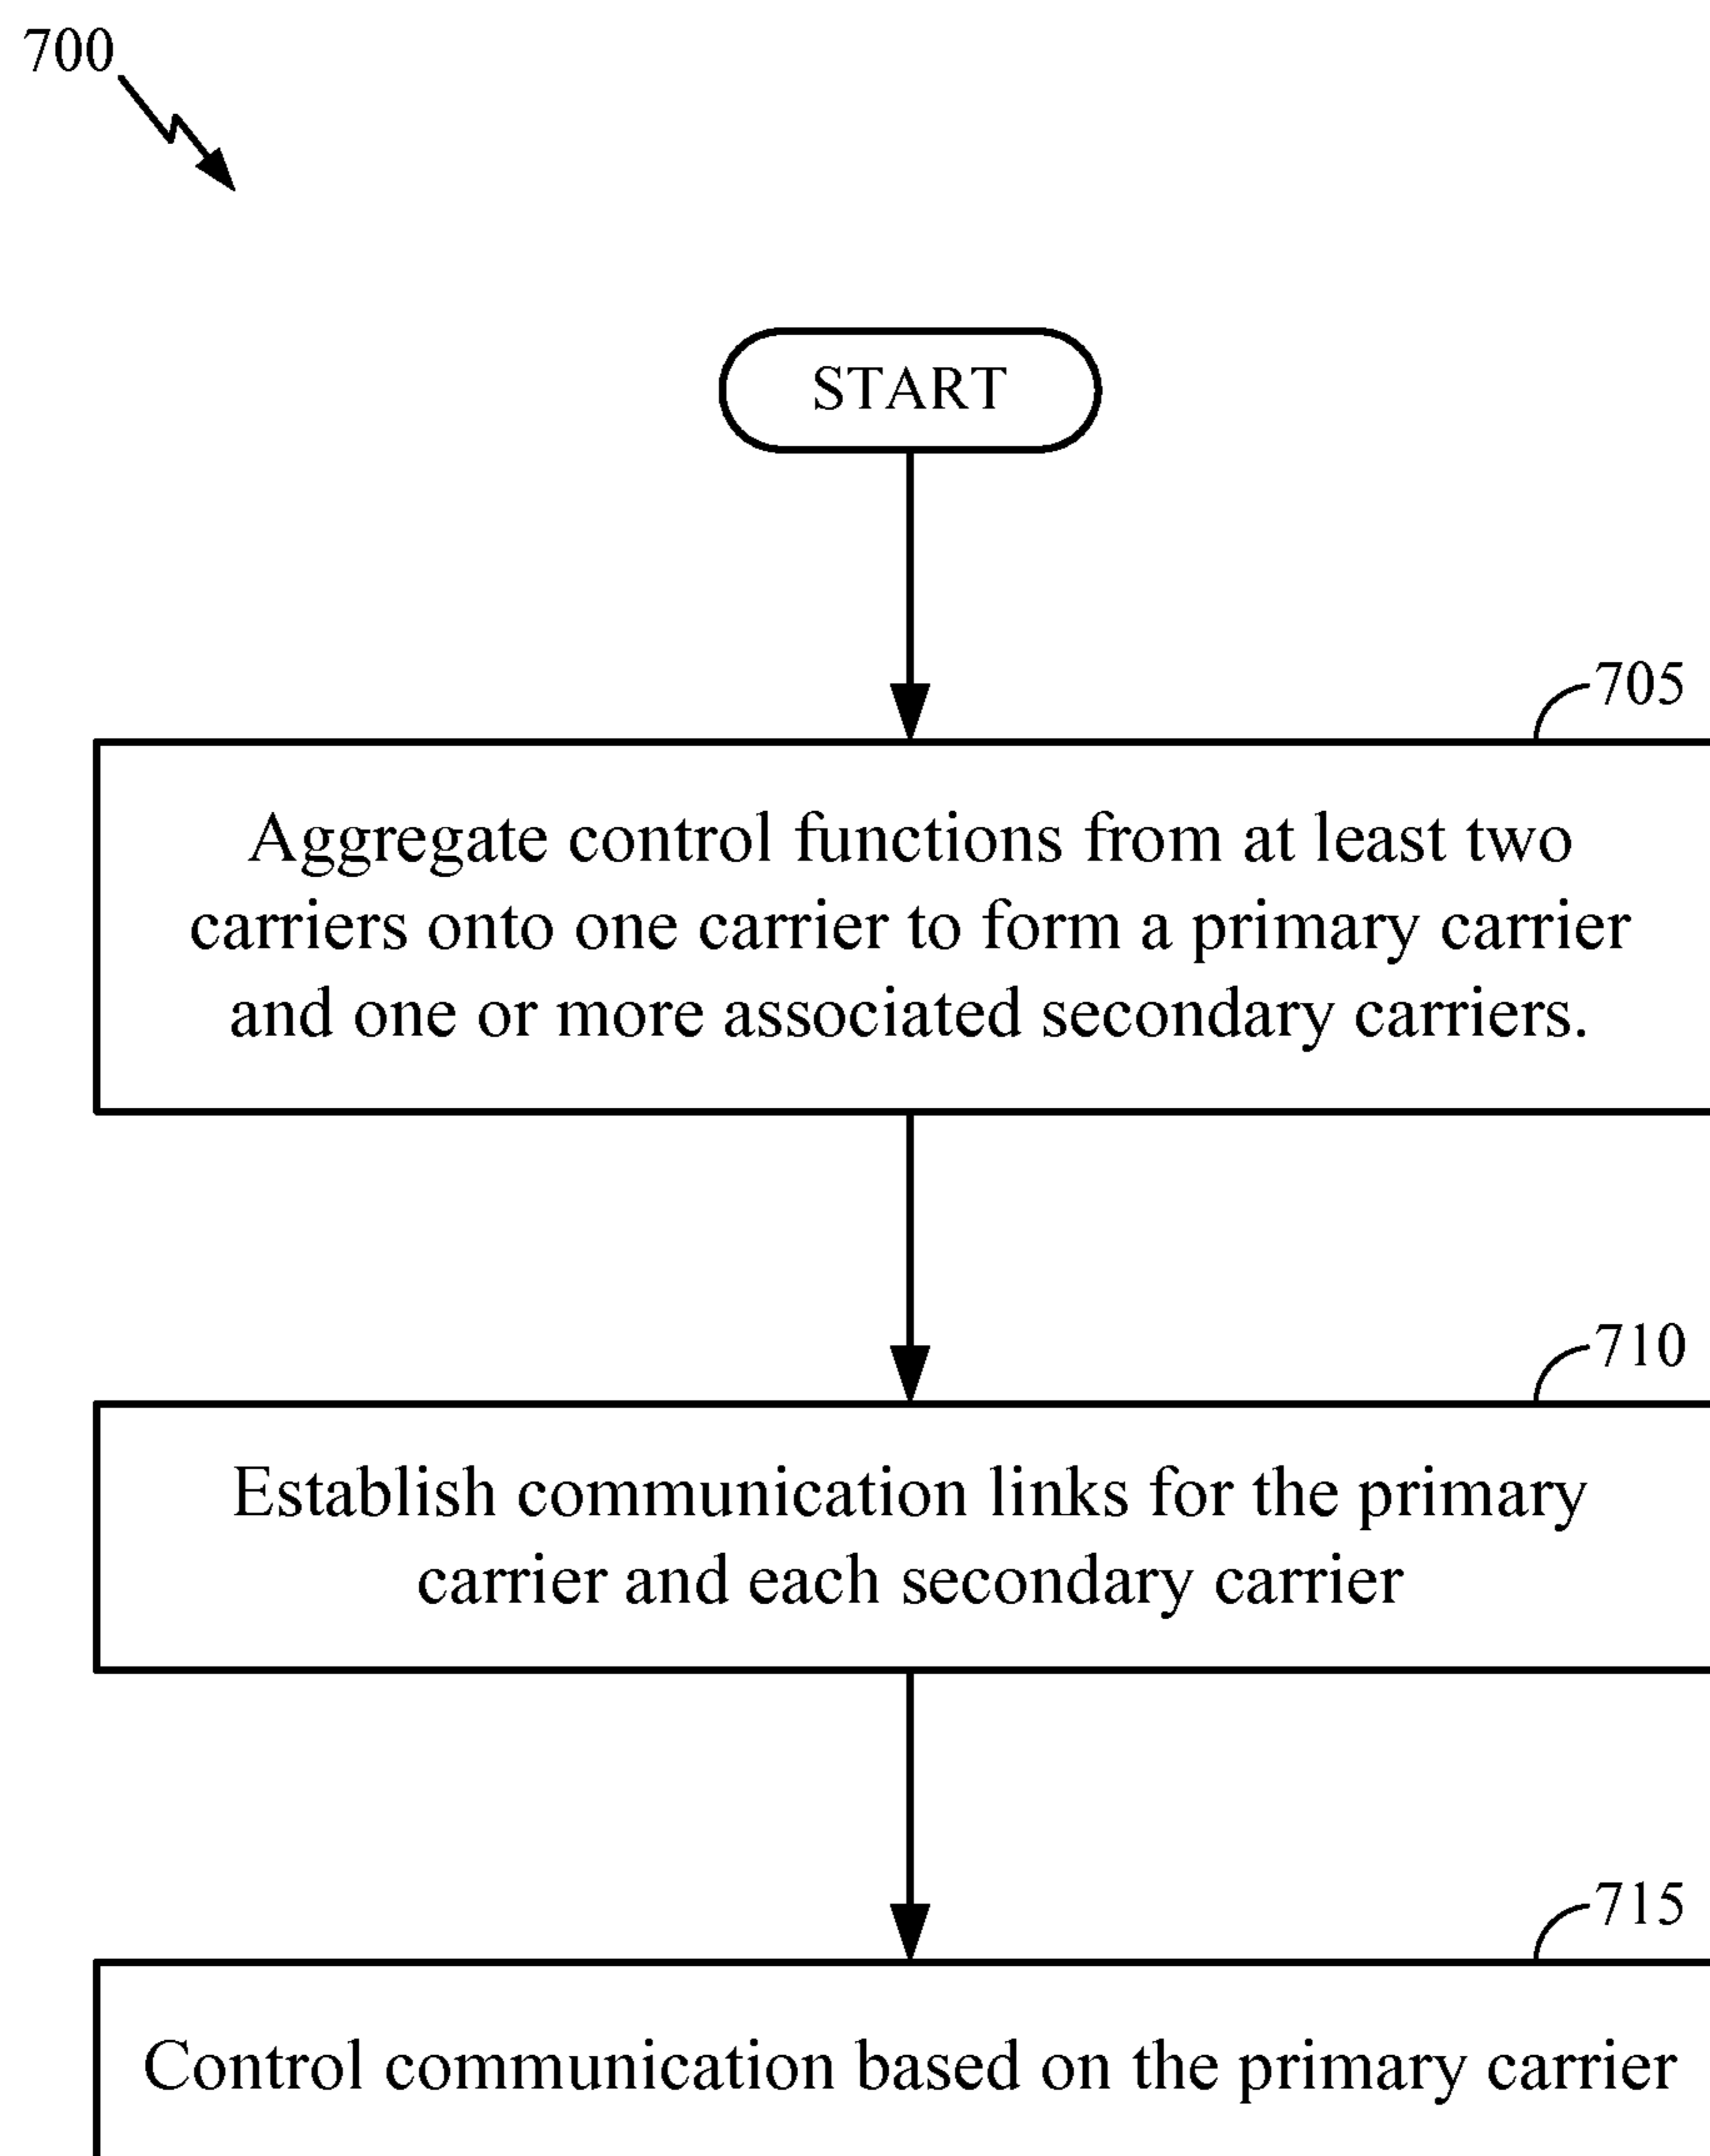 700
START
705
Aggregate control functions from at least two
carriers onto one carrier to form a primary carrier
and one or more associated secondary carriers.
710
Establish communication links for the primary
carrier and each secondary carrier
715
Control communication based on the primary carrier